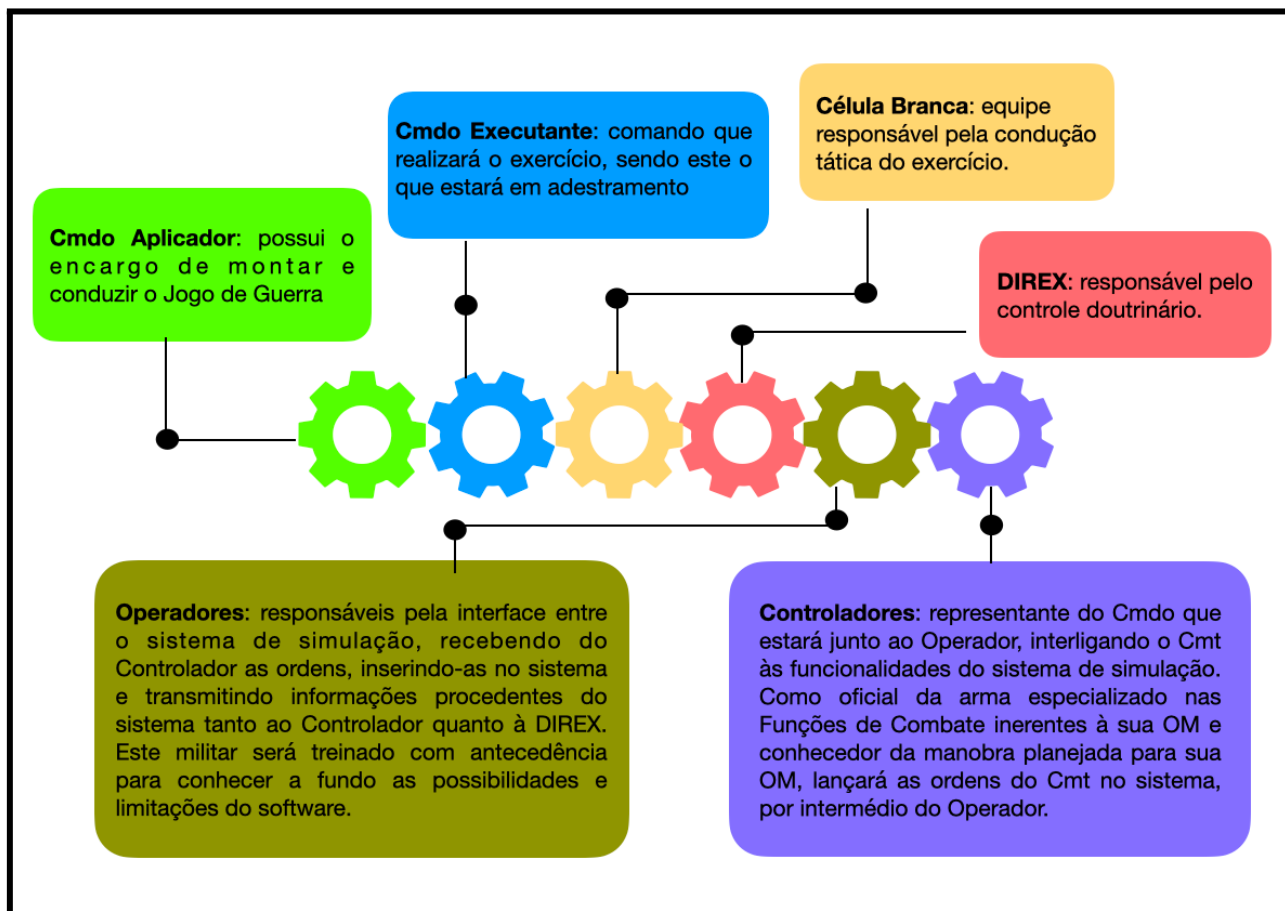 Cmdo Aplicador: possui o
encargo de montar e
conduzir o Jogo de Guerra
Cmdo Executante: comando que
realizará o exercício, sendo este o
que estará em adestramento
Célula Branca: equipe
responsável pela condução
tática do exercício.
DIREX: responsável pelo
controle doutrinário.
Operadores: responsáveis pela interface entre
o sistema de simulação, recebendo do
Controlador as ordens, inserindo-as no sistema
e transmitindo informações procedentes do
sistema tanto ao Controlador quanto à DIREX.
Este militar será treinado com antecedência
para conhecer a fundo as possibilidades e
limitações do software.
Controladores: representante do Cmdo que
estará junto ao Operador, interligando o Cmt
às funcionalidades do sistema de simulação.
Como oficial da arma especializado nas
Funções de Combate inerentes à sua OM e
conhecedor da manobra planejada para sua
OM, lançará as ordens do Cmt no sistema,
por intermédio do Operador.